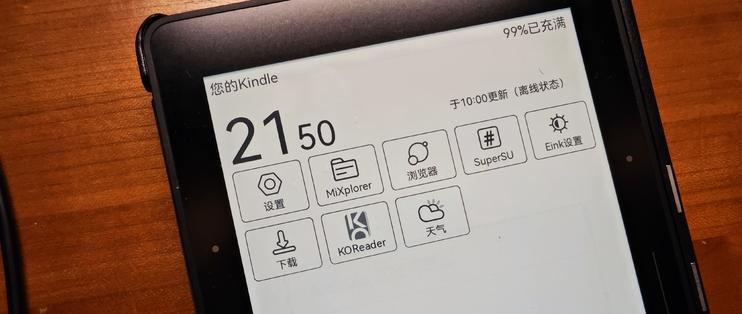 99%已充满
您的Kindle
21 50
于10:00更新（离线状态）
设置
MiXplorer
浏览器
SuperSU
Eink设置
下载
KOReader
天气